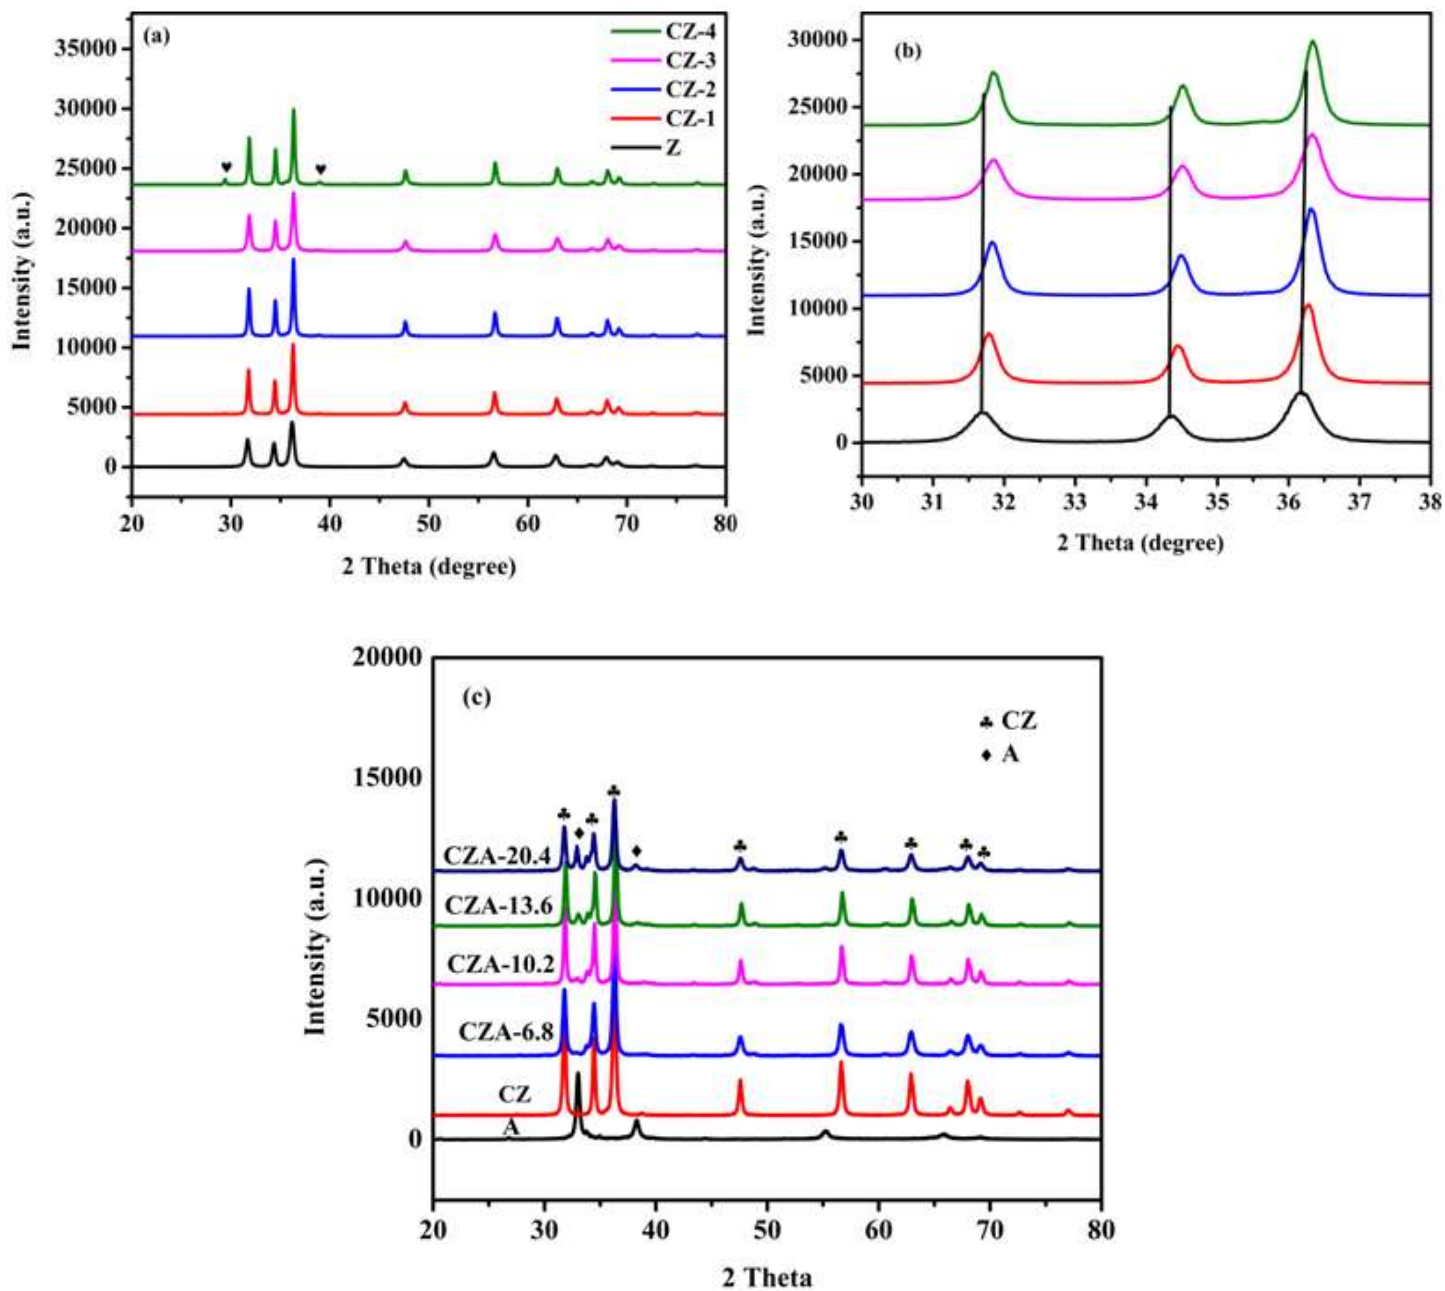 (a)
CZ-4
CZ-3
CZ-2
CZ-1
Z
35000
30000
25000
20000
15000
10000
5000
0
Intensity (a.u.)
20 30 40 50 60 70 80
2 Theta (degree)
(b)
30000
25000
20000
15000
10000
5000
0
Intensity (a.u.)
30 31 32 33 34 35 36 37 38
2 Theta (degree)
(c)
♣ CZ
♦ A
20000
15000
10000
5000
0
Intensity (a.u.)
CZA-20.4
CZA-13.6
CZA-10.2
CZA-6.8
CZ
A
20 30 40 50 60 70 80
2 Theta